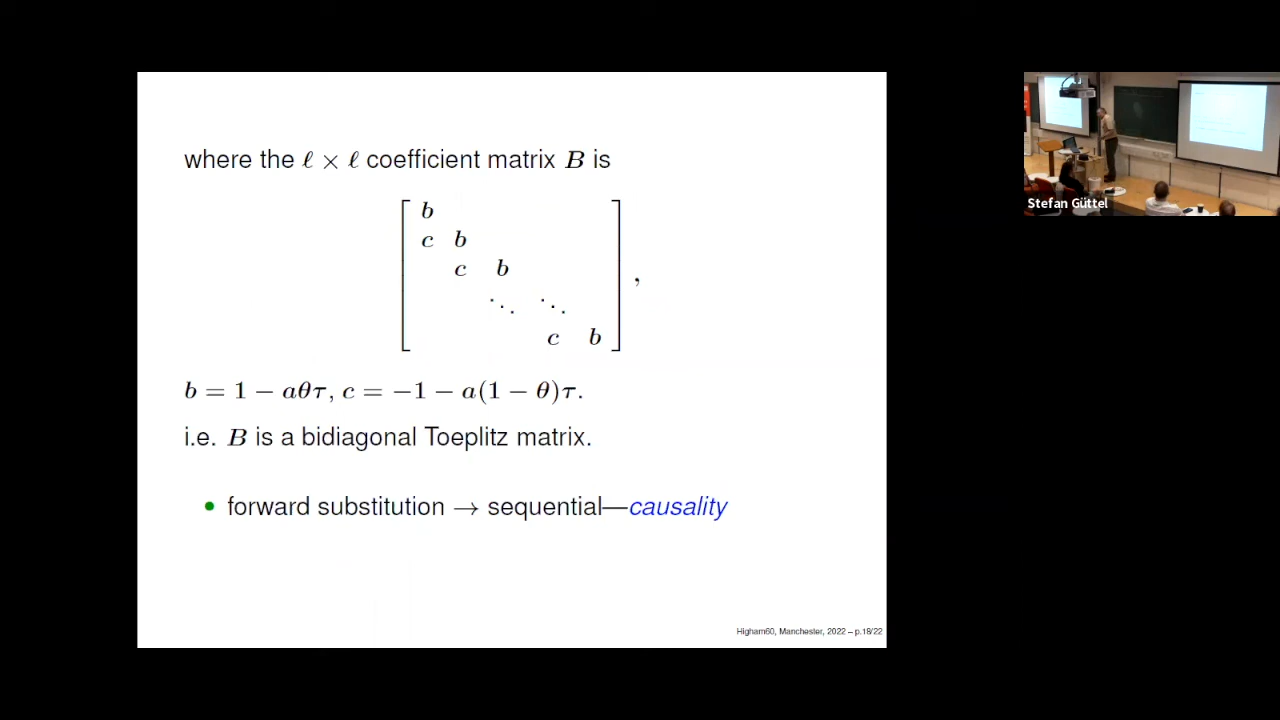 where the ℓ × ℓ coefficient matrix B is
b
c b
c b
⋱ ⋱
c b
,
b = 1 − aθτ, c = −1 − a(1 − θ)τ.
i.e. B is a bidiagonal Toeplitz matrix.
• forward substitution → sequential—causality
Higham60, Manchester, 2022 – p.18/22
Stefan Güttel